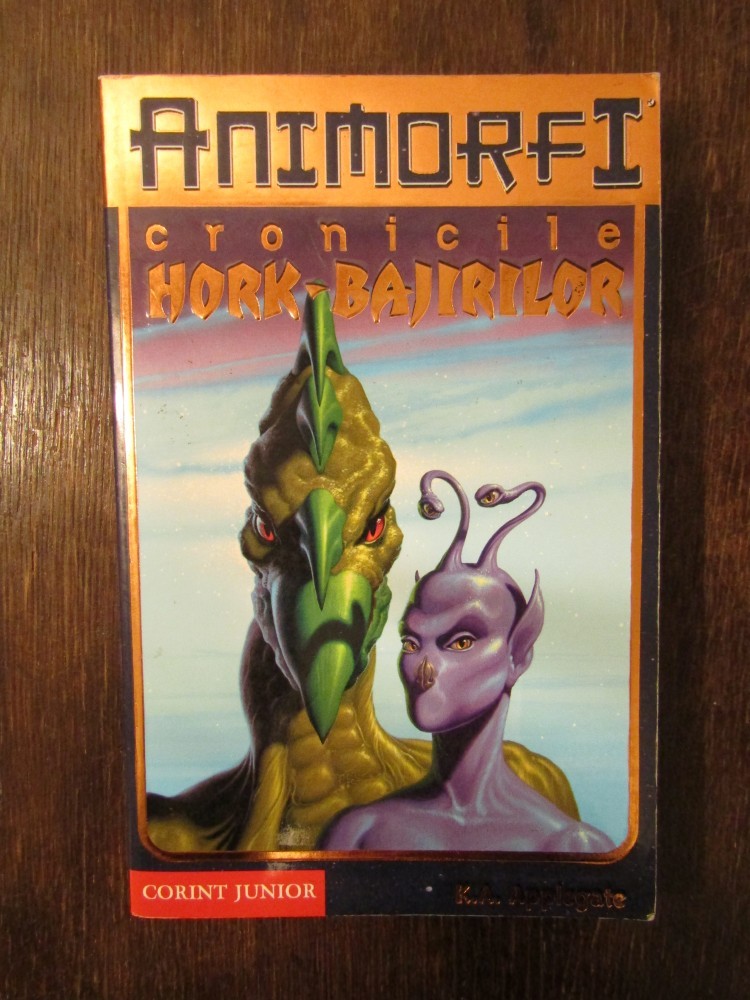 ANIMORFI
cronicile
HORK-BAJIRILOR
CORINT JUNIOR
K.A. Applegate